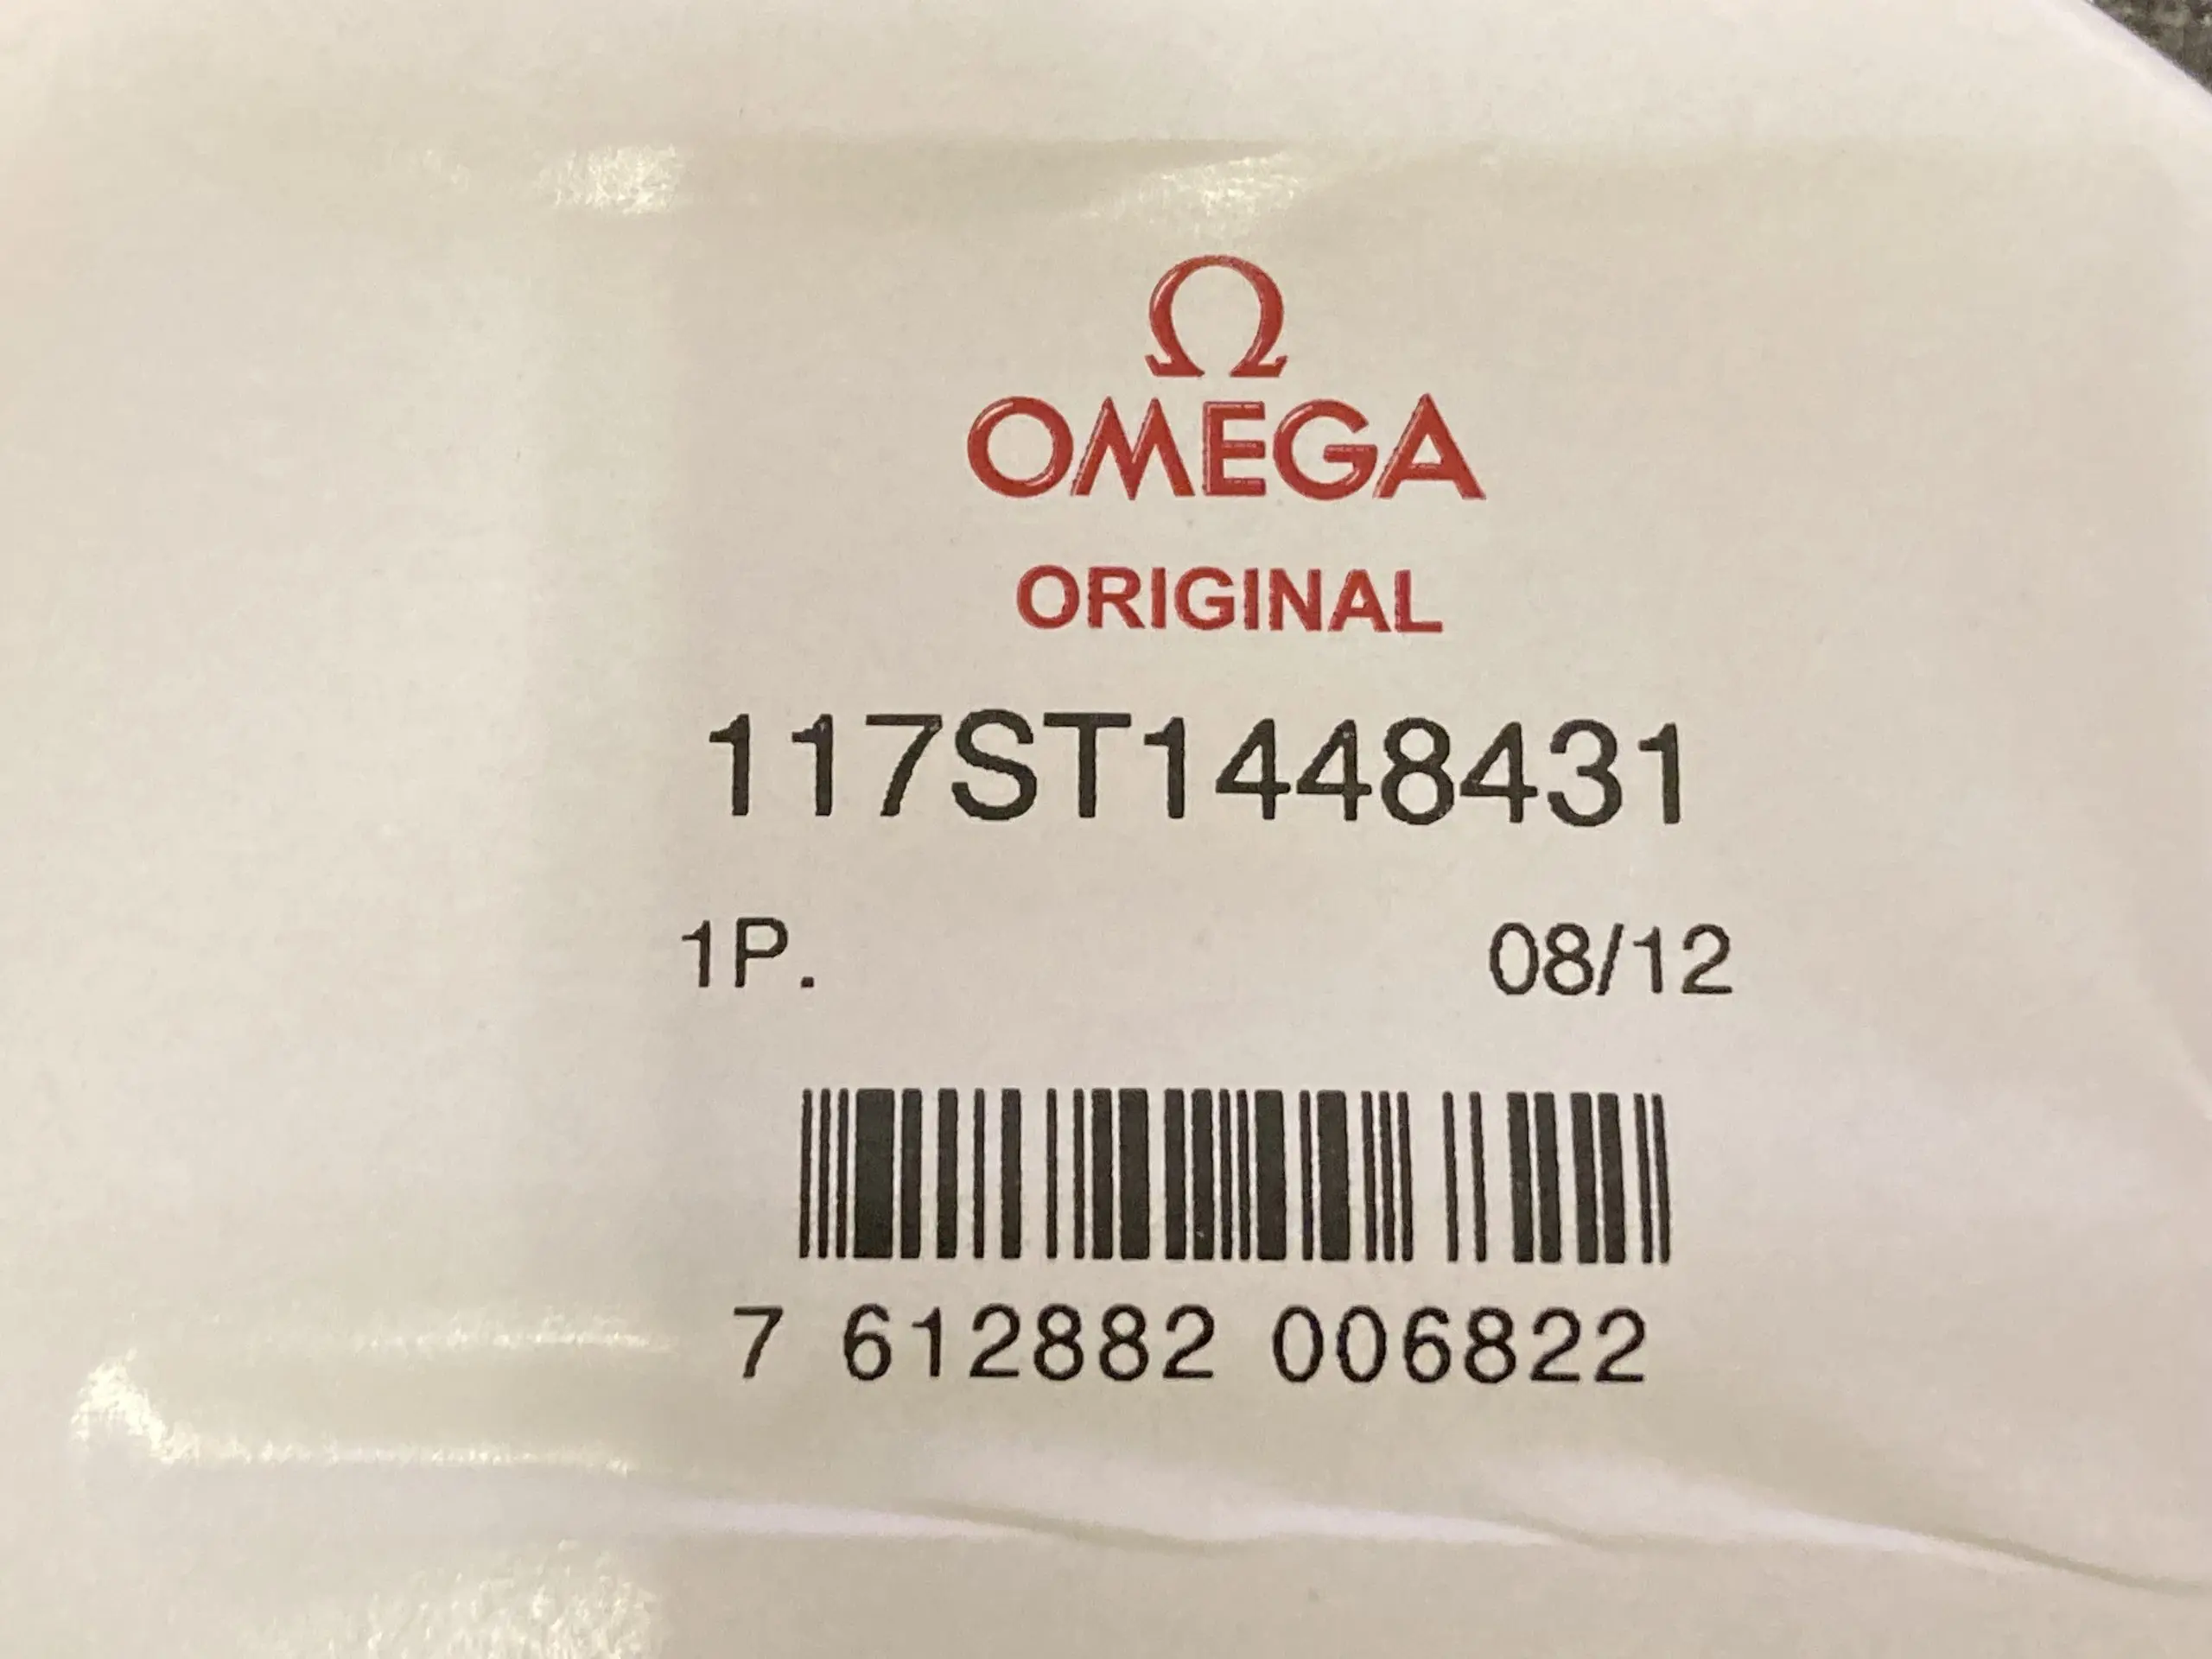 Ω
OMEGA
ORIGINAL
117ST1448431
1P. 08/12
7 612882 006822